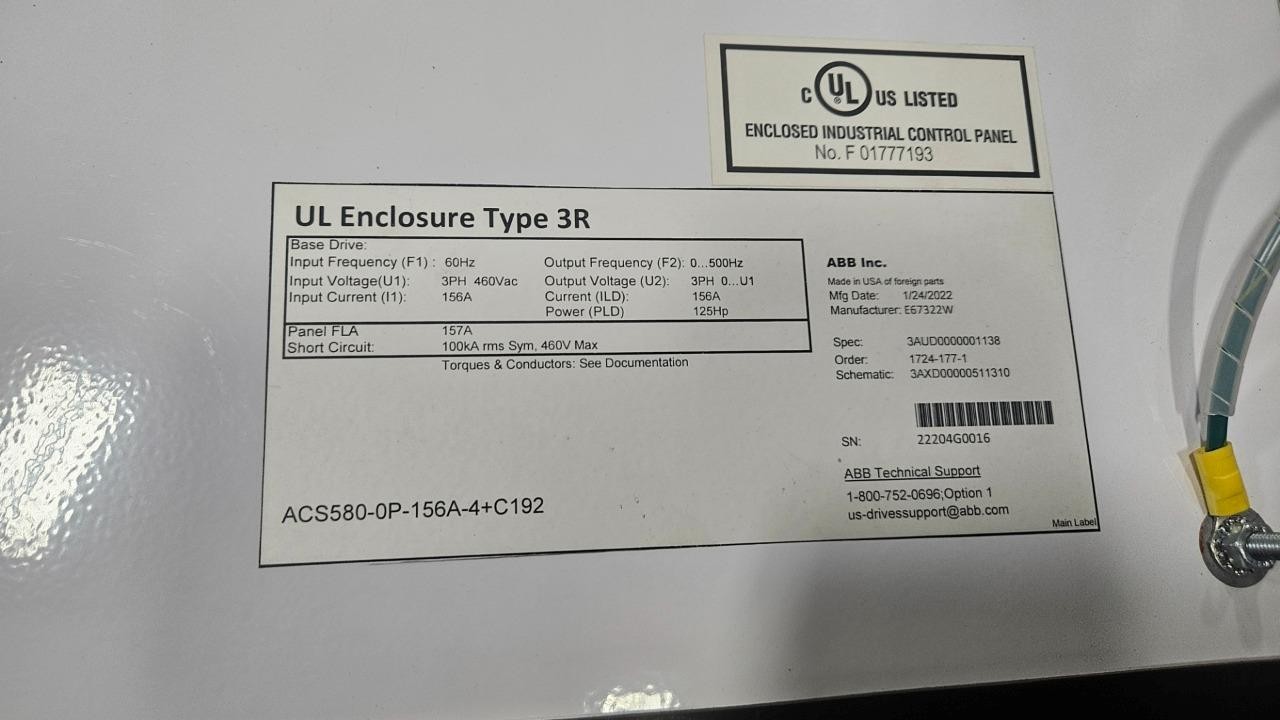 C UL US LISTED
®
ENCLOSED INDUSTRIAL CONTROL PANEL
No. F 01777193
UL Enclosure Type 3R
Base Drive:
Input Frequency (F1) : 60Hz Output Frequency (F2): 0...500Hz
Input Voltage(U1): 3PH 460Vac Output Voltage (U2): 3PH 0...U1
Input Current (I1): 156A Current (ILD): 156A
Power (PLD) 125Hp
Panel FLA 157A
Short Circuit: 100kA rms Sym, 460V Max
Torques & Conductors: See Documentation
ACS580-0P-156A-4+C192
ABB Inc.
Made in USA of foreign parts
Mfg Date: 1/24/2022
Manufacturer: E67322W
Spec: 3AUD0000001138
Order: 1724-177-1
Schematic: 3AXD00000511310
SN: 22204G0016
ABB Technical Support
1-800-752-0696;Option 1
us-drivessupport@abb.com
Main Label